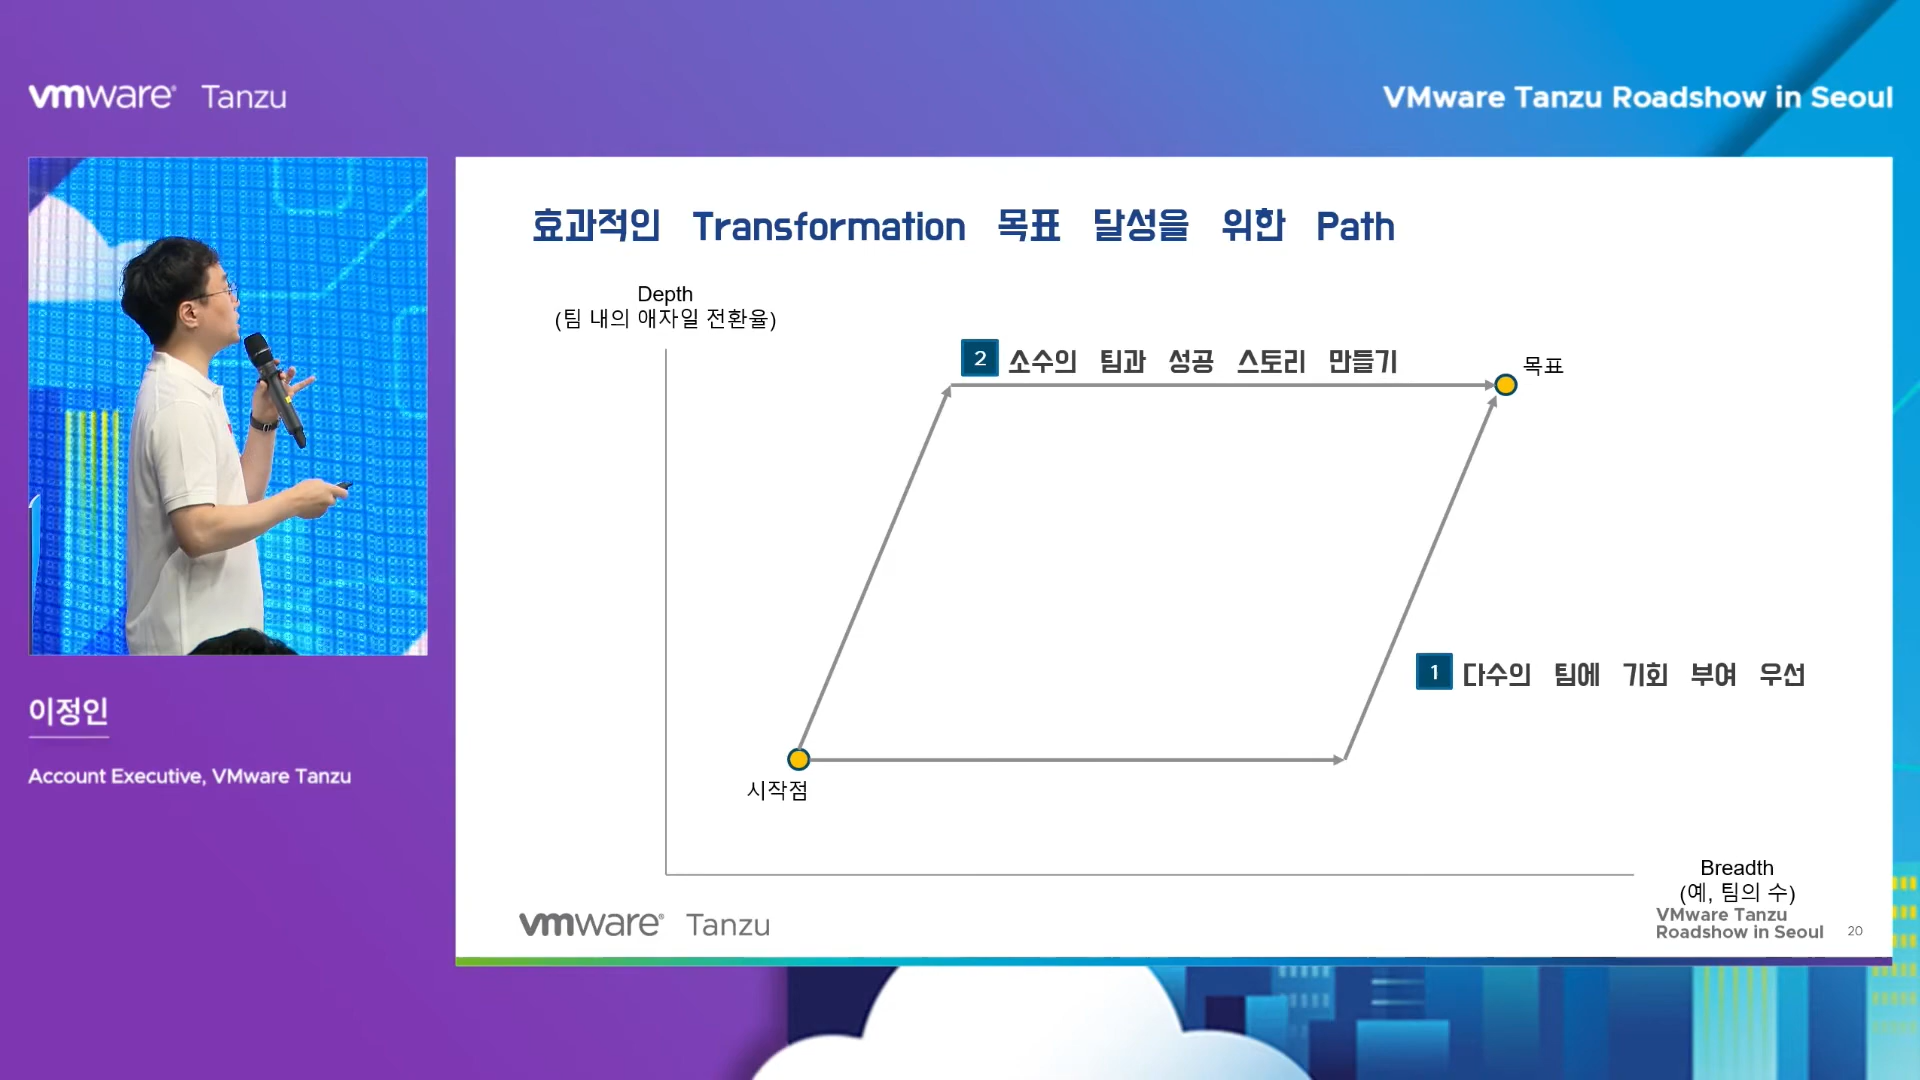 vmware® Tanzu
VMware Tanzu Roadshow in Seoul
효과적인 Transformation 목표 달성을 위한 Path
Depth
(팀 내의 애자일 전환율)
2 소수의 팀과 성공 스토리 만들기
목표
1 다수의 팀에 기회 부여 우선
시작점
Breadth
(예, 팀의 수)
vmware® Tanzu
VMware Tanzu
Roadshow in Seoul
20
이정인
Account Executive, VMware Tanzu